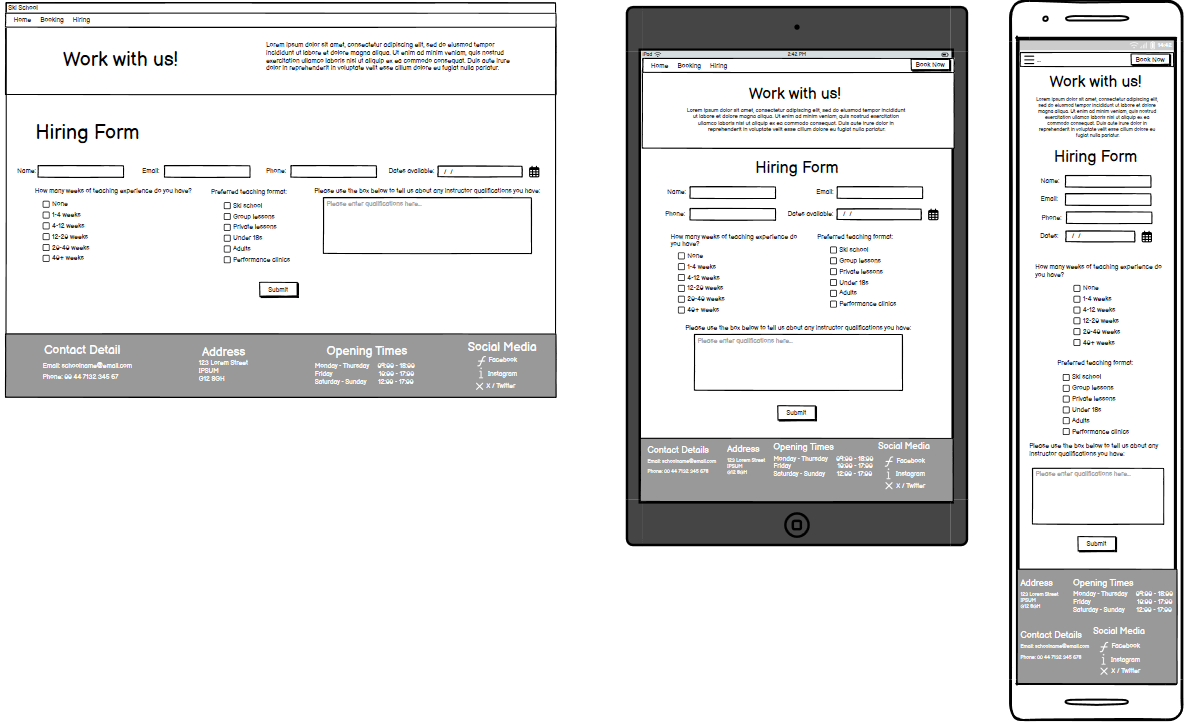 Ski School
Home Booking Hiring
Work with us!
Lorem ipsum dolor sit amet, consectetur adipiscing elit, sed do eiusmod tempor
incididunt ut labore et dolore magna aliqua. Ut enim ad minim veniam, quis nostrud
exercitation laboris nisi ut aliquip ex ea commodo consequat. Duis aute irure
dolor in reprehenderit in voluptate velit esse cillum dolore eu fugiat nulla pariatur.
Hiring Form
Name: Email: Phone: Dates available: / /
How many weeks of teaching experience do you have?
None
1-4 weeks
4-12 weeks
12-20 weeks
20-40 weeks
40+ weeks
Preferred teaching format:
Ski school
Group lessons
Private lessons
Under 18s
Adults
Performance clinics
Please use the box below to tell us about any instructor qualifications you have:
Please enter qualifications here...
Submit
Contact Detail
Email: schoolname@email.com
Phone: 00 44 7132 345 67
Address
123 Lorem Street
IPSUM
G12 8GH
Opening Times
Monday - Thursday 09:00 - 18:00
Friday 10:00 - 17:00
Saturday - Sunday 12:00 - 17:00
Social Media
Facebook
Instagram
X / Twitter
iPad 2:42 PM
Home Booking Hiring Book Now
Work with us!
Lorem ipsum dolor sit amet, consectetur adipiscing elit, sed do eiusmod tempor incididunt
ut labore et dolore magna aliqua. Ut enim ad minim veniam, quis nostrud exercitation
ullamco laboris nisi ut aliquip ex ea commodo consequat. Duis aute irure dolor in
reprehenderit in voluptate velit esse cillum dolore eu fugiat nulla pariatur.
Hiring Form
Name: Email:
Phone: Dates available: / /
How many weeks of teaching experience do
you have?
None
1-4 weeks
4-12 weeks
12-20 weeks
20-40 weeks
40+ weeks
Preferred teaching format:
Ski school
Group lessons
Private lessons
Under 18s
Adults
Performance clinics
Please use the box below to tell us about any instructor qualifications you have:
Please enter qualifications here...
Submit
Contact Details
Email: schoolname@email.com
Phone: 00 44 7132 345 678
Address
123 Lorem Street
IPSUM
G12 8GH
Opening Times
Monday - Thursday 09:00 - 18:00
Friday 10:00 - 17:00
Saturday - Sunday 12:00 - 17:00
Social Media
Facebook
Instagram
X / Twitter
... Book Now
Work with us!
Lorem ipsum dolor sit amet, consectetur adipiscing elit,
sed do eiusmod tempor incididunt ut labore et dolore
magna aliqua. Ut enim ad minim veniam, quis nostrud
exercitation ullamco laboris nisi ut aliquip ex ea commodo
consequat. Duis aute irure dolor in reprehenderit in
voluptate velit esse cillum dolore eu
fugiat nulla pariatur.
Hiring Form
Name:
Email:
Phone:
Dates: / /
How many weeks of teaching experience do
you have?
None
1-4 weeks
4-12 weeks
12-20 weeks
20-40 weeks
40+ weeks
Preferred teaching format:
Ski school
Group lessons
Private lessons
Under 18s
Adults
Performance clinics
Please use the box below to tell us about any
instructor qualifications you have:
Please enter qualifications here...
Submit
Address
123 Lorem Street
IPSUM
G12 8GH
Opening Times
Monday - Thursday 09:00 - 18:00
Friday 10:00 - 17:00
Saturday - Sunday 12:00 - 17:00
Contact Details
Email: schoolname@email.com
Phone: 00 44 7132 345 678
Social Media
Facebook
Instagram
X / Twitter